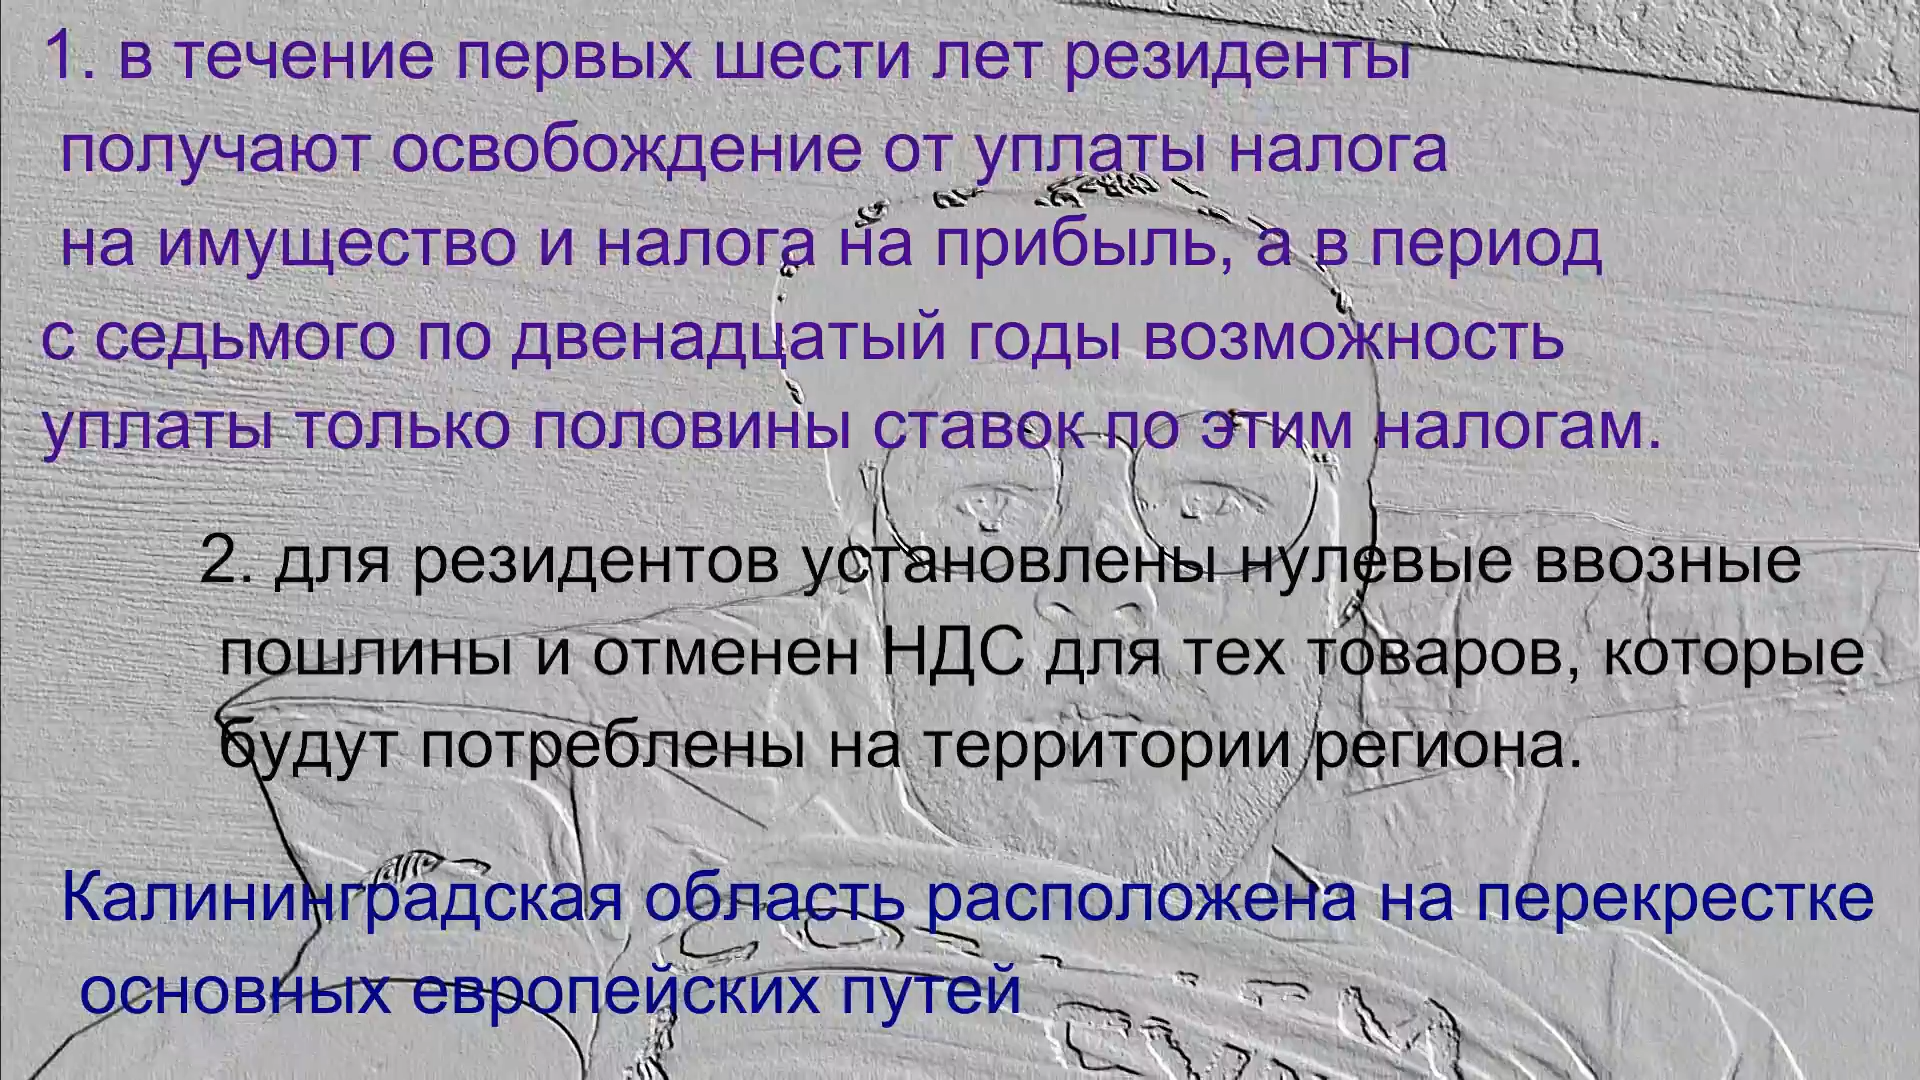 1. в течение первых шести лет резиденты
получают освобождение от уплаты налога
на имущество и налога на прибыль, а в период
с седьмого по двенадцатый годы возможность
уплаты только половины ставок по этим налогам.
2. для резидентов установлены нулевые ввозные
пошлины и отменен НДС для тех товаров, которые
будут потреблены на территории региона.
Калининградская область расположена на перекрестке
основных европейских путей